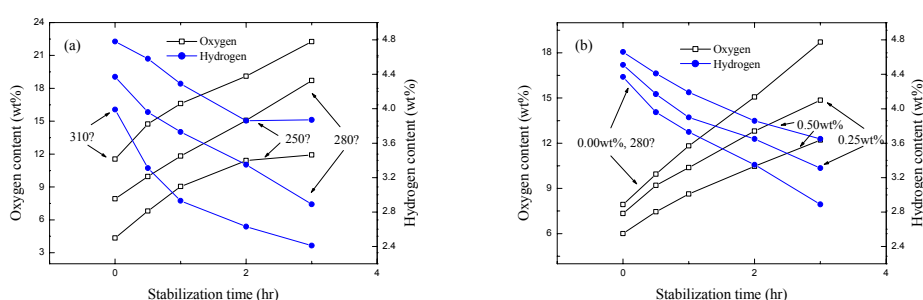 24
21
18
15
12
9
6
3
Oxygen content (wt%)
(a)
Oxygen
Hydrogen
310?
250?
280?
4.8
4.4
4.0
3.6
3.2
2.8
2.4
Hydrogen content (wt%)
0
2
4
Stabilization time (hr)
18
15
12
9
6
Oxygen content (wt%)
(b)
Oxygen
Hydrogen
0.00wt%, 280?
0.50wt%
0.25wt%
4.8
4.4
4.0
3.6
3.2
2.8
2.4
Hydrogen content (wt%)
0
2
4
Stabilization time (hr)